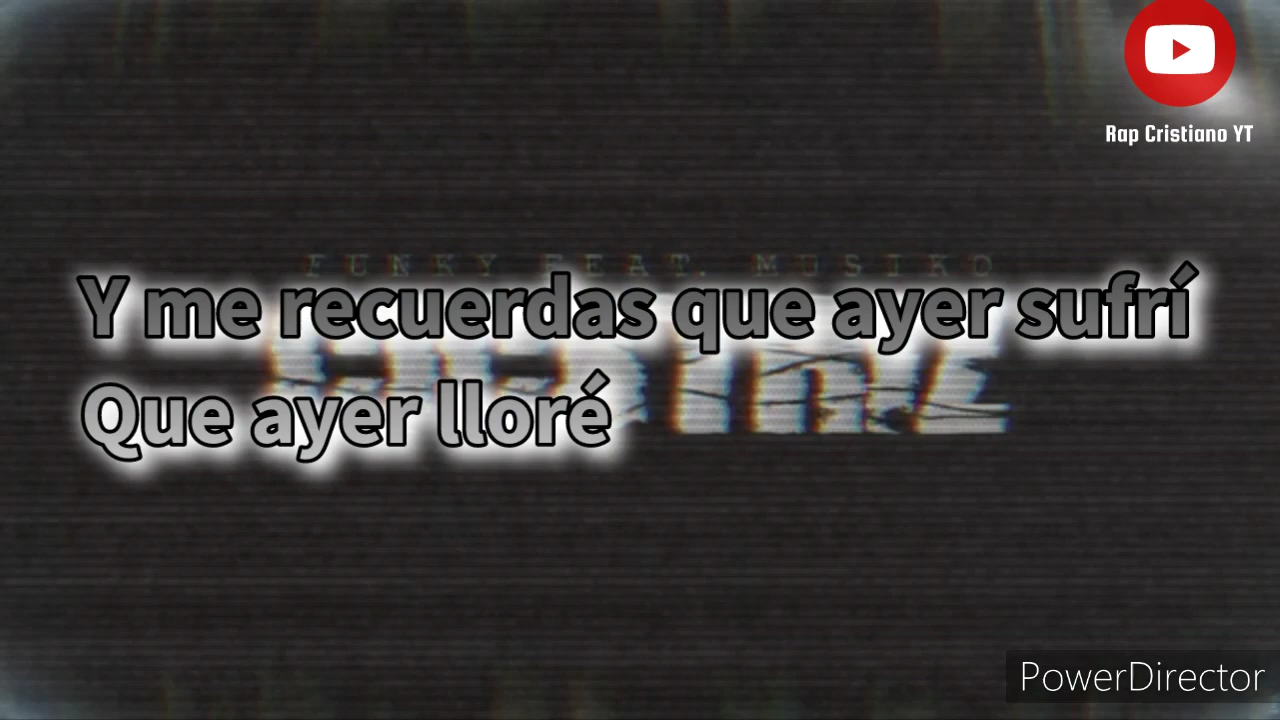 Rap Cristiano YT
FUNKY FEAT. MUSIKO
Y me recuerdas que ayer sufrí
Que ayer lloré
PowerDirector